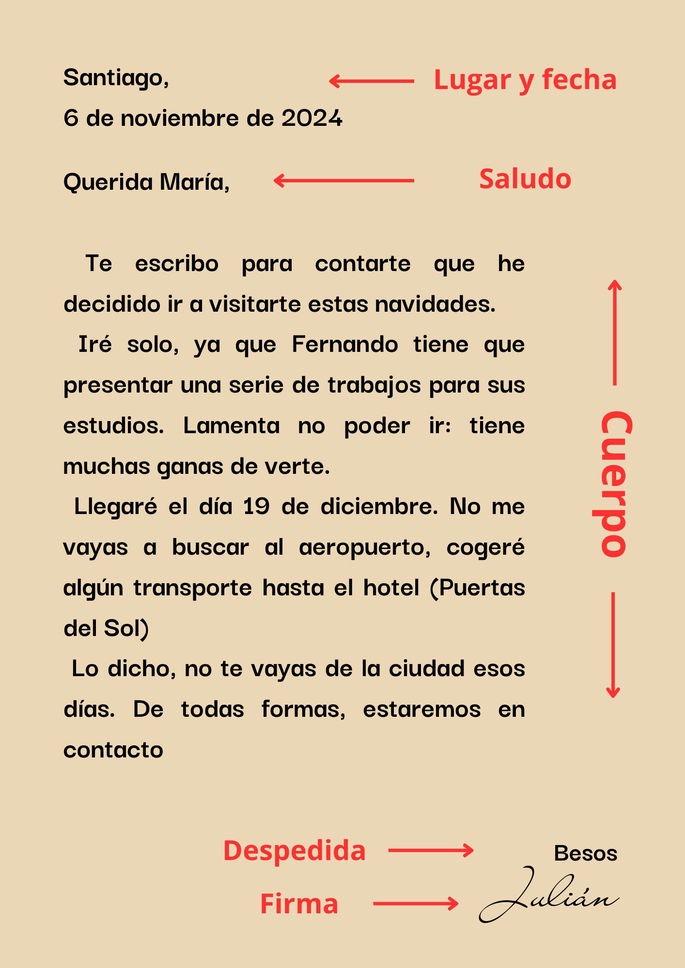 Santiago,
Lugar y fecha
6 de noviembre de 2024
Querida María,
Saludo
Te escribo para contarte que he
decidido ir a visitarte estas navidades.
Iré solo, ya que Fernando tiene que
presentar una serie de trabajos para sus
estudios. Lamenta no poder ir: tiene
muchas ganas de verte.
Llegaré el día 19 de diciembre. No me
vayas a buscar al aeropuerto, cogeré
algún transporte hasta el hotel (Puertas
del Sol)
Lo dicho, no te vayas de la ciudad esos
días. De todas formas, estaremos en
contacto
Cuerpo
Despedida
Besos
Firma
Julián